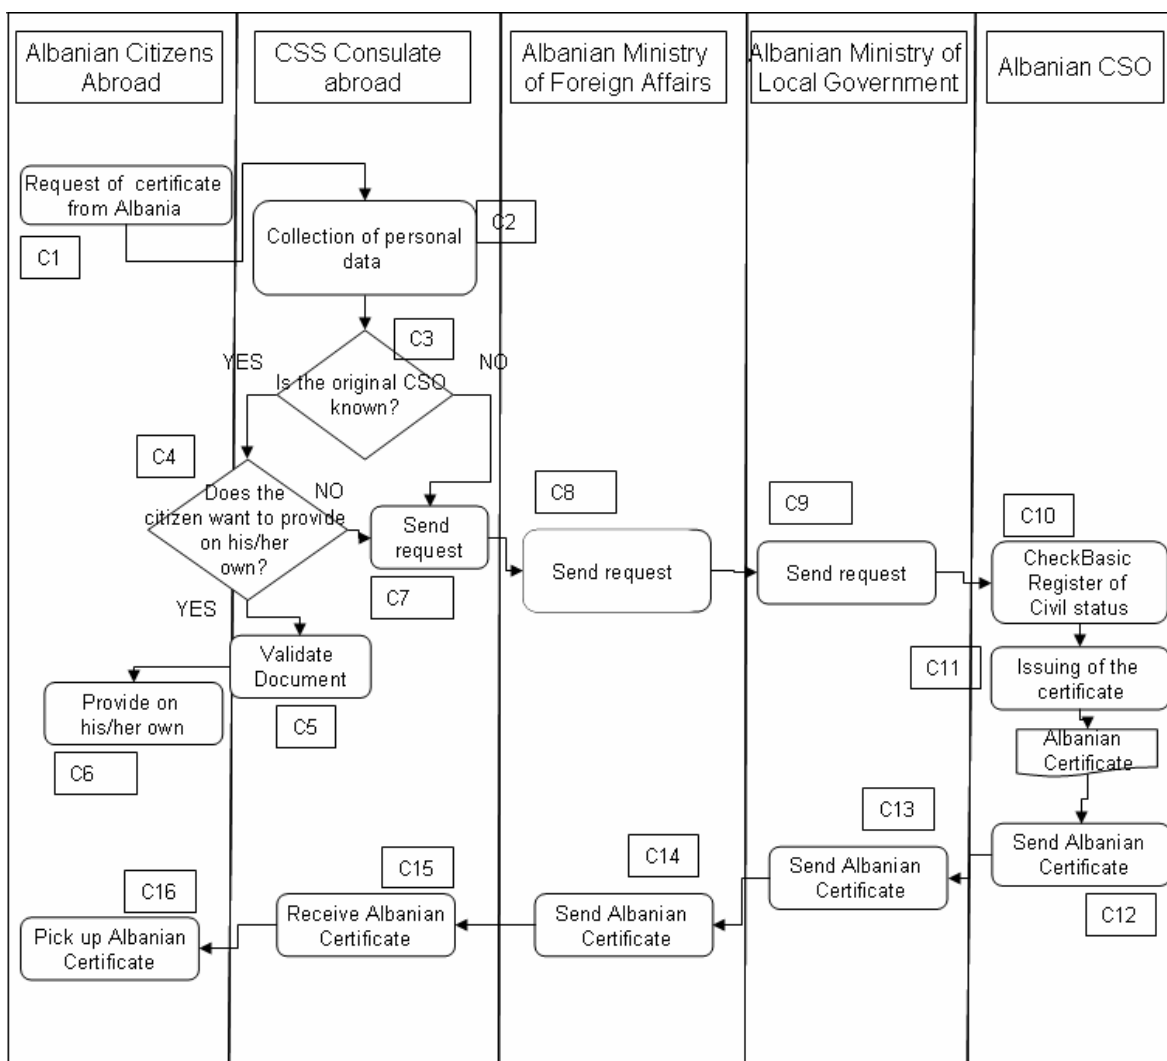 Albanian Citizens
Abroad
CSS Consulate
abroad
Albanian Ministry
of Foreign Affairs
Albanian Ministry of
Local Government
Albanian CSO
Request of certificate
from Albania
C1
Collection of personal
data
C2
C3
YES
NO
Is the original CSO
known?
C4
Does the
citizen want to provide
on his/her
own?
NO
YES
Send
request
C7
C8
Send request
C9
Send request
C10
CheckBasic
Register of
Civil status
Validate
Document
C5
Provide on
his/her own
C6
C11
Issuing of the
certificate
Albanian
Certificate
Send Albanian
Certificate
C12
C13
Send Albanian
Certificate
C14
Send Albanian
Certificate
C15
Receive Albanian
Certificate
C16
Pick up Albanian
Certificate